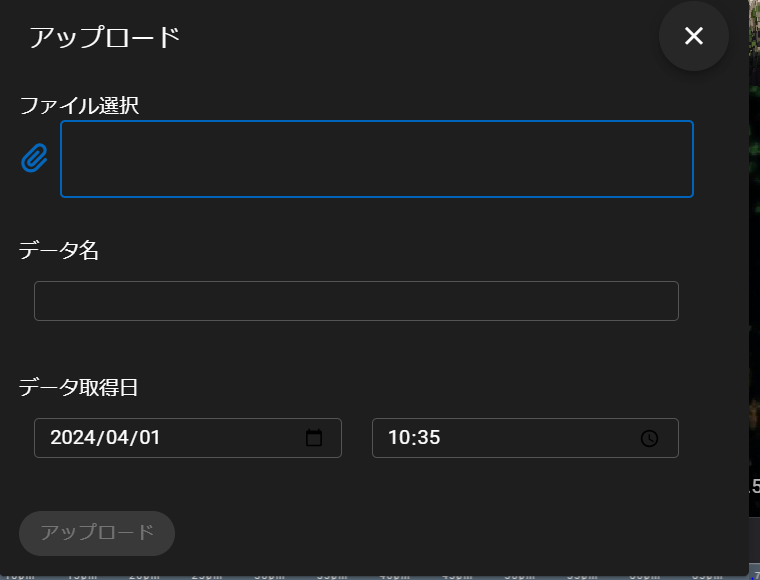 アップロード
ファイル選択
データ名
データ取得日
2024/04/01
10:35
アップロード